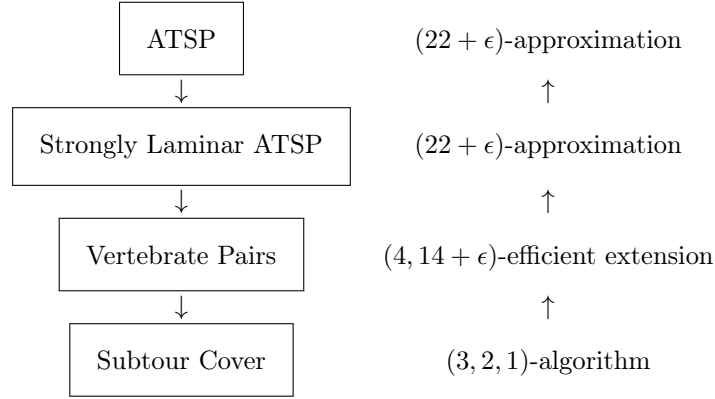 ATSP (22 + ϵ)-approximation
↓ ↑
Strongly Laminar ATSP (22 + ϵ)-approximation
↓ ↑
Vertebrate Pairs (4, 14 + ϵ)-efficient extension
↓ ↑
Subtour Cover (3, 2, 1)-algorithm